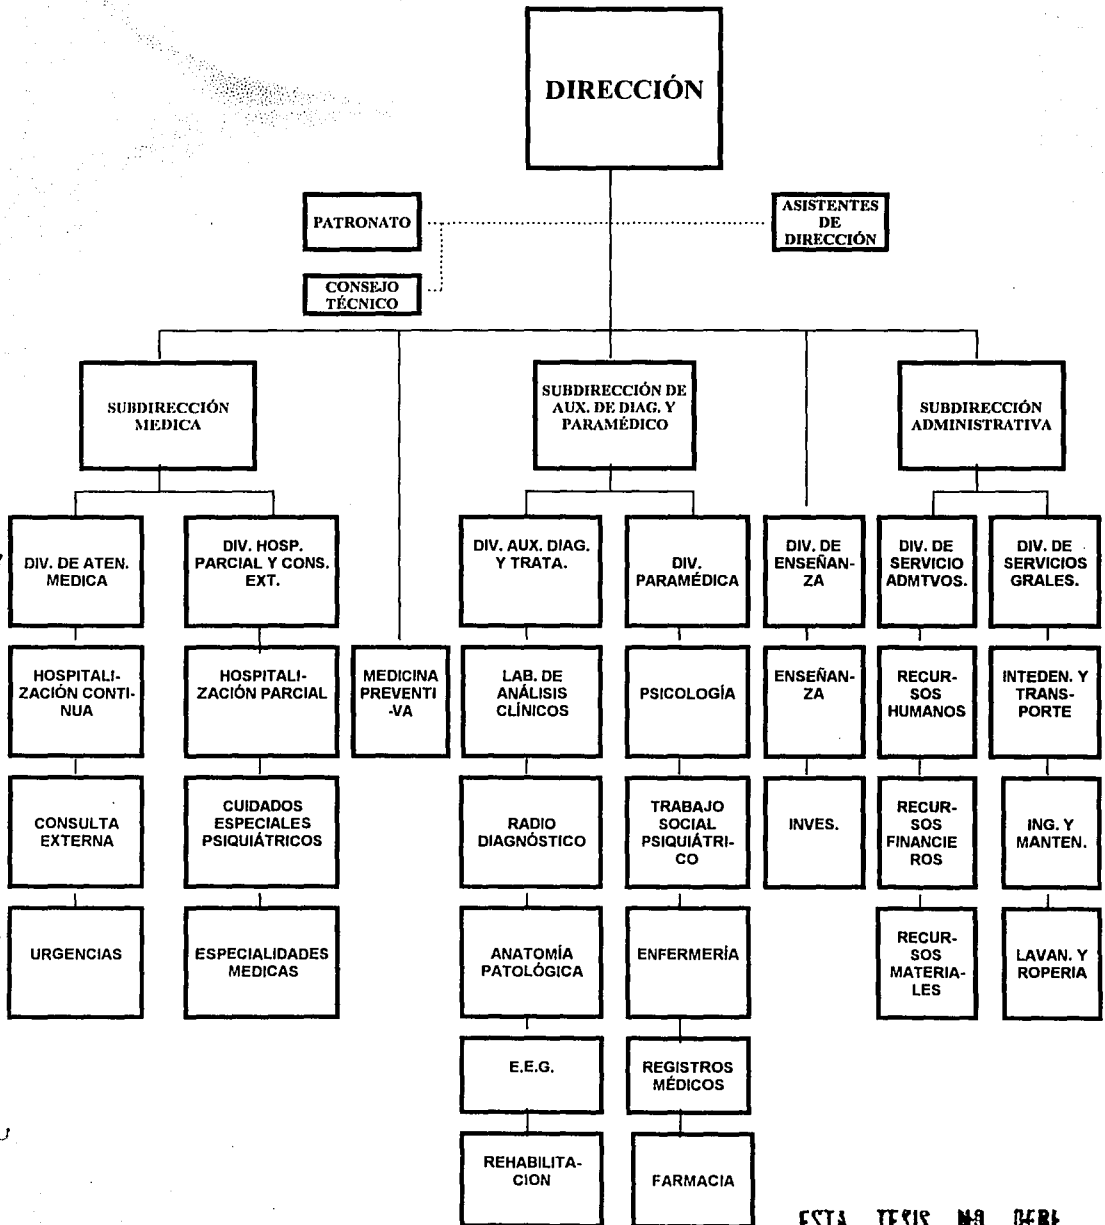 DIRECCIÓN
PATRONATO
ASISTENTES
DE
DIRECCIÓN
CONSEJO
TÉCNICO
SUBDIRECCIÓN
MEDICA
SUBDIRECCIÓN DE
AUX. DE DIAG. Y
PARAMÉDICO
SUBDIRECCIÓN
ADMINISTRATIVA
DIV. DE ATEN.
MEDICA
DIV. HOSP.
PARCIAL Y CONS.
EXT.
DIV. AUX. DIAG.
Y TRATA.
DIV.
PARAMÉDICA
DIV. DE
ENSEÑAN-
ZA
DIV. DE
SERVICIO
ADMTVOS.
DIV. DE
SERVICIOS
GRALES.
HOSPITALI-
ZACIÓN CONTI-
NUA
HOSPITALI-
ZACIÓN PARCIAL
MEDICINA
PREVENTI
-VA
LAB. DE
ANÁLISIS
CLÍNICOS
PSICOLOGÍA
ENSEÑAN-
ZA
RECUR-
SOS
HUMANOS
INTEDEN. Y
TRANS-
PORTE
CONSULTA
EXTERNA
CUIDADOS
ESPECIALES
PSIQUIÁTRICOS
RADIO
DIAGNÓSTICO
TRABAJO
SOCIAL
PSIQUIÁTRI-
CO
INVES.
RECUR-
SOS
FINANCIE
ROS
ING. Y
MANTEN.
URGENCIAS
ESPECIALIDADES
MEDICAS
ANATOMÍA
PATOLÓGICA
ENFERMERÍA
RECUR-
SOS
MATERIA-
LES
LAVAN. Y
ROPERIA
E.E.G.
REGISTROS
MÉDICOS
REHABILITA-
CION
FARMACIA
ESTA TESIS NO DEBE